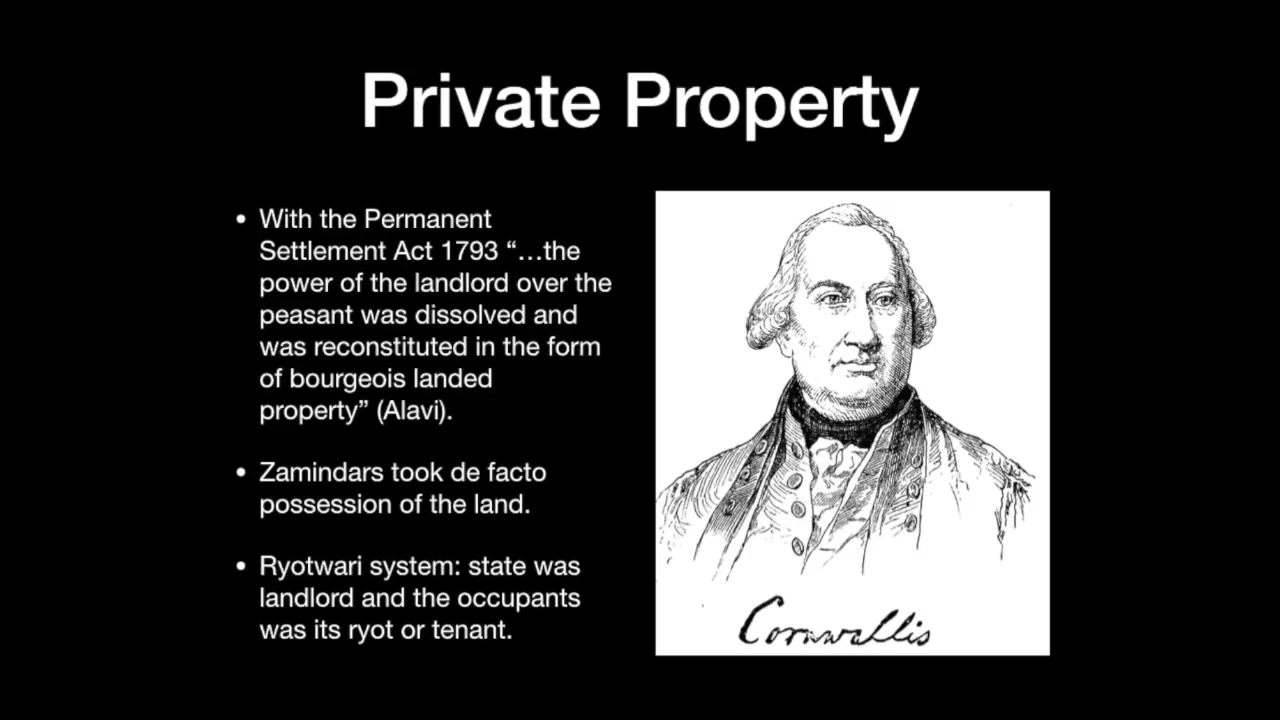 Private Property
• With the Permanent
Settlement Act 1793 “…the
power of the landlord over the
peasant was dissolved and
was reconstituted in the form
of bourgeois landed
property” (Alavi).
• Zamindars took de facto
possession of the land.
• Ryotwari system: state was
landlord and the occupants
was its ryot or tenant.
Cornwallis